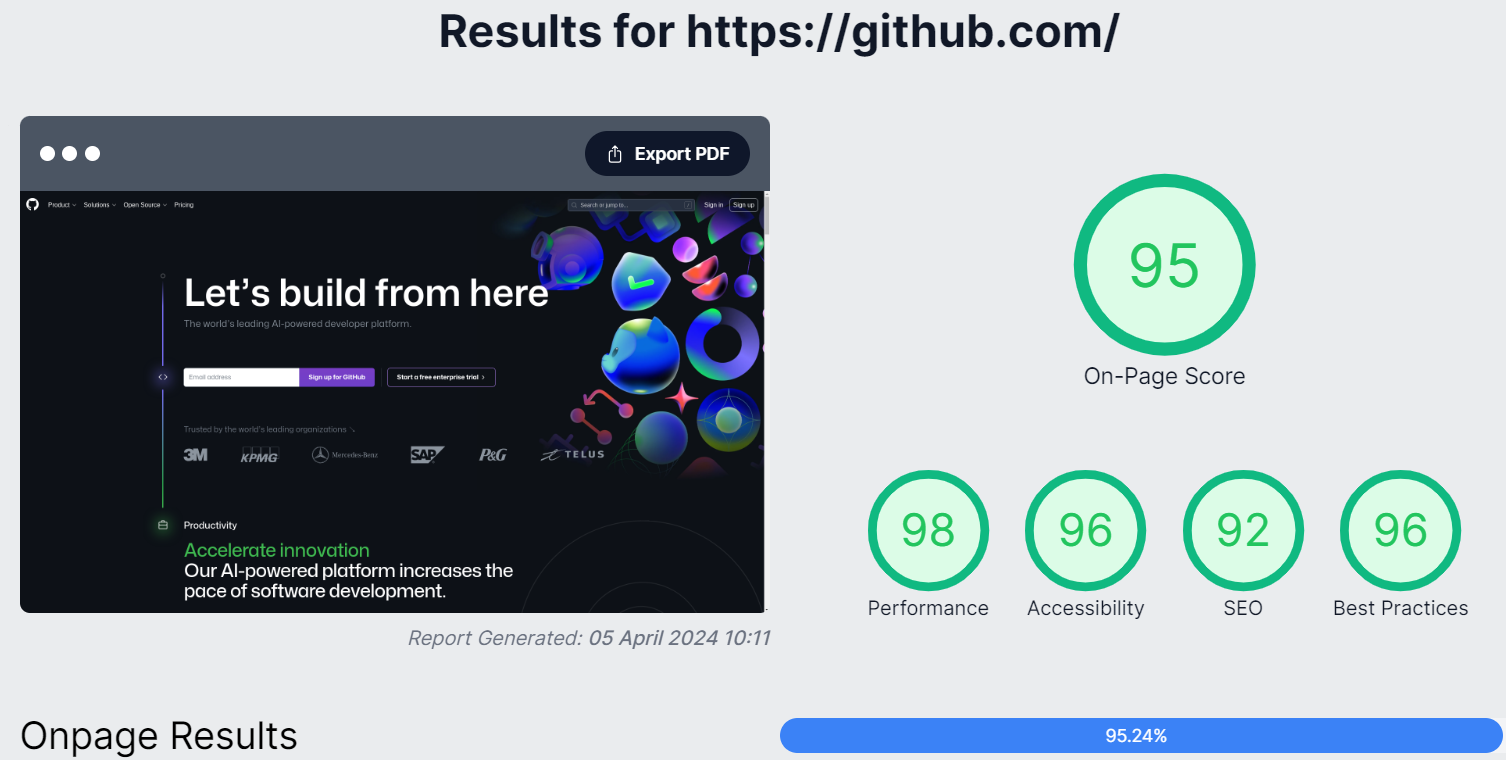 Results for https://github.com/
Export PDF
Product Solutions Open Source Pricing
Search or jump to... / Sign in Sign up
Let's build from here
The world's leading AI-powered developer platform.
Email address Sign up for GitHub Start a free enterprise trial
Trusted by the world's leading organizations
3M KPMG Mercedes-Benz SAP P&G TELUS
Productivity
Accelerate innovation
Our AI-powered platform increases the
pace of software development.
Report Generated: 05 April 2024 10:11
95
On-Page Score
98 96 92 96
Performance Accessibility SEO Best Practices
Onpage Results
95.24%